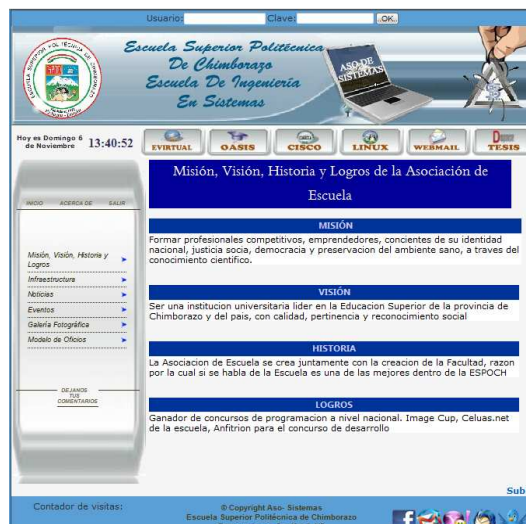 Usuario: Clave: OK
Escuela Superior Politécnica
De Chimborazo
Escuela De Ingeniería
En Sistemas
ASO-DE
SISTEMAS
Hoy es Domingo 6
de Noviembre
13:40:52
EVIRTUAL OASIS CISCO LINUX WEBMAIL TESIS
INICIO ACERCA DE SALIR
Misión, Visión, Historia y
Logros
Infraestructura
Noticias
Eventos
Galería Fotográfica
Modelo de Oficios
DEJANOS
TUS
COMENTARIOS
Misión, Visión, Historia y Logros de la Asociación de
Escuela
MISIÓN
Formar profesionales competitivos, emprendedores, concientes de su identidad
nacional, justicia socia, democracia y preservacion del ambiente sano, a traves del
conocimiento cientifico.
VISIÓN
Ser una institucion universitaria lider en la Educacion Superior de la provincia de
Chimborazo y del pais, con calidad, pertinencia y reconocimiento social
HISTORIA
La Asociacion de Escuela se crea juntamente con la creacion de la Facultad, razon
por la cual si se habla de la Escuela es una de las mejores dentro de la ESPOCH
LOGROS
Ganador de concursos de programacion a nivel nacional. Image Cup, Celuas.net
de la escuela, Anfitrion para el concurso de desarrollo
Sub
Contador de visitas:
© Copyright Aso- Sistemas
Escuela Superior Politécnica de Chimborazo